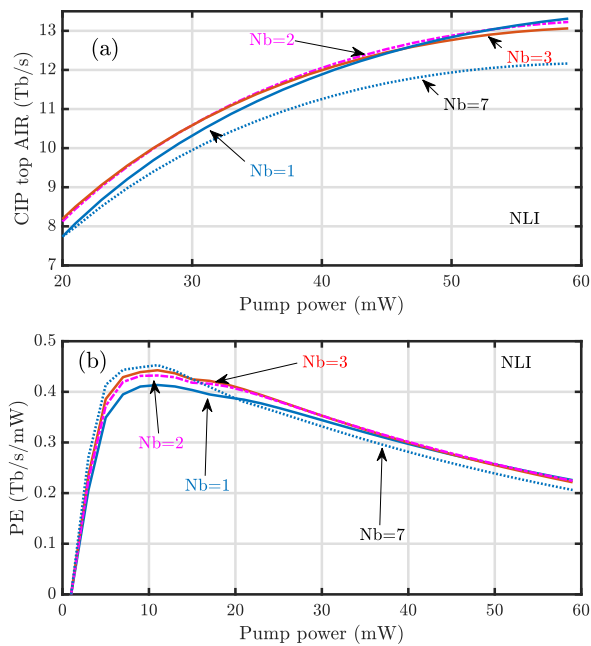 13
12
11
10
9
8
7
CIP top AIR (Tb/s)
(a)
Nb=2
Nb=3
Nb=7
Nb=1
NLI
20 30 40 50 60
Pump power (mW)
0.5
0.4
0.3
0.2
0.1
0
PE (Tb/s/mW)
(b)
NLI
Nb=3
Nb=2
Nb=1
Nb=7
0 10 20 30 40 50 60
Pump power (mW)